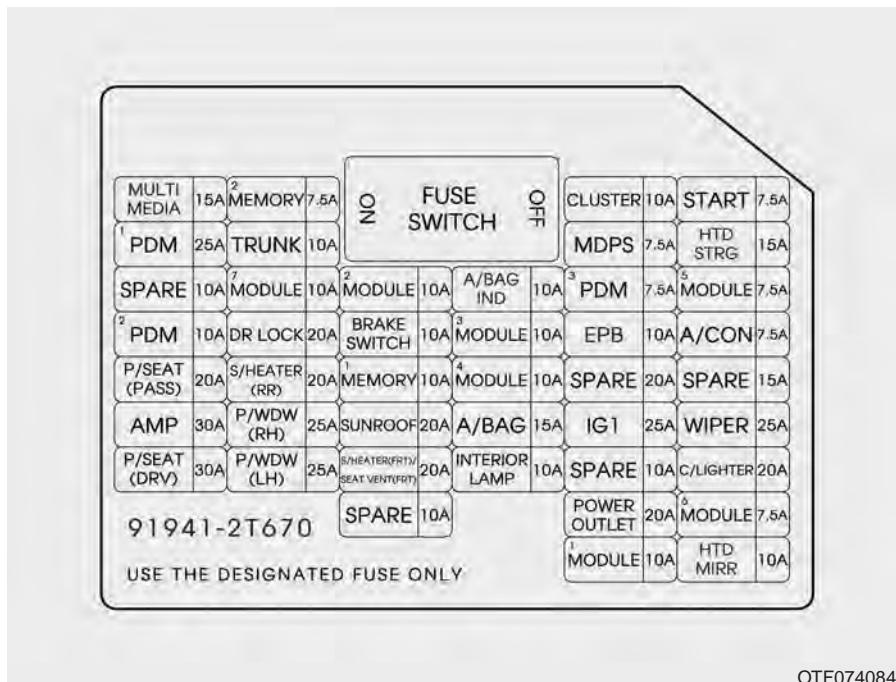 MULTI MEDIA 15A
2 MEMORY 7.5A
ON FUSE SWITCH OFF
CLUSTER 10A
START 7.5A
1 PDM 25A
TRUNK 10A
MDPS 7.5A
HTD STRG 15A
SPARE 10A
7 MODULE 10A
2 MODULE 10A
A/BAG IND 10A
3 PDM 7.5A
5 MODULE 7.5A
2 PDM 10A
DR LOCK 20A
BRAKE SWITCH 10A
3 MODULE 10A
EPB 10A
A/CON 7.5A
P/SEAT (PASS) 20A
S/HEATER (RR) 20A
1 MEMORY 10A
4 MODULE 10A
SPARE 20A
SPARE 15A
AMP 30A
P/WDW (RH) 25A
SUNROOF 20A
A/BAG 15A
IG1 25A
WIPER 25A
P/SEAT (DRV) 30A
P/WDW (LH) 25A
S/HEATER(FRT)/ SEAT VENT(FRT) 20A
INTERIOR LAMP 10A
SPARE 10A
C/LIGHTER 20A
91941-2T670
SPARE 10A
POWER OUTLET 20A
6 MODULE 7.5A
USE THE DESIGNATED FUSE ONLY
1 MODULE 10A
HTD MIRR 10A
OTF074084